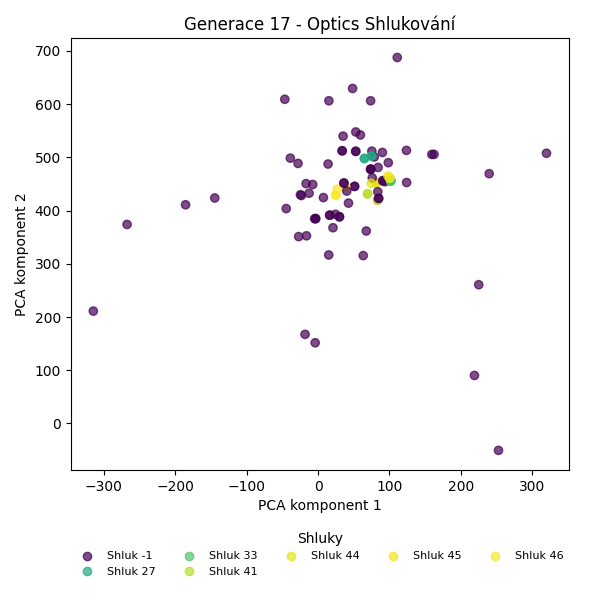 Generace 17 - Optics Shlukování
PCA komponent 2
700
600
500
400
300
200
100
0
−300 −200 −100 0 100 200 300
PCA komponent 1
Shluky
Shluk -1 Shluk 33 Shluk 44 Shluk 45 Shluk 46
Shluk 27 Shluk 41